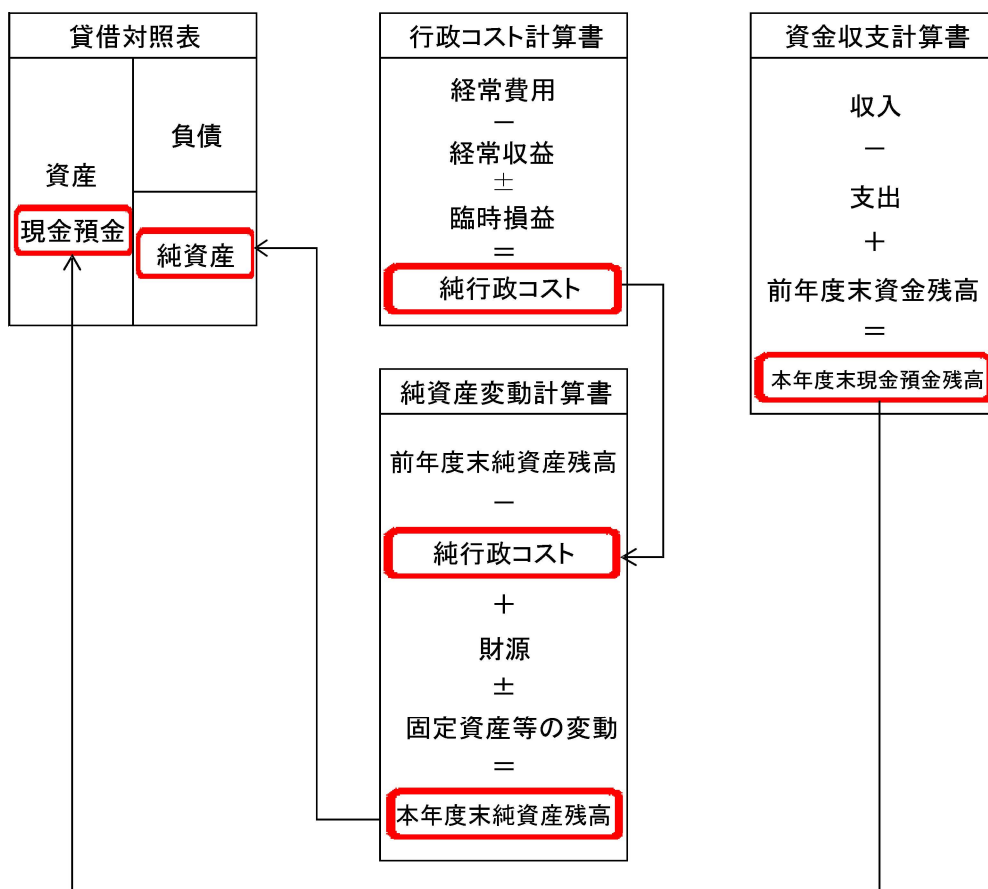 貸借対照表
資産
現金預金
負債
純資産
行政コスト計算書
経常費用
−
経常収益
±
臨時損益
=
純行政コスト
純資産変動計算書
前年度末純資産残高
−
純行政コスト
+
財源
±
固定資産等の変動
=
本年度末純資産残高
資金収支計算書
収入
−
支出
+
前年度末資金残高
=
本年度末現金預金残高